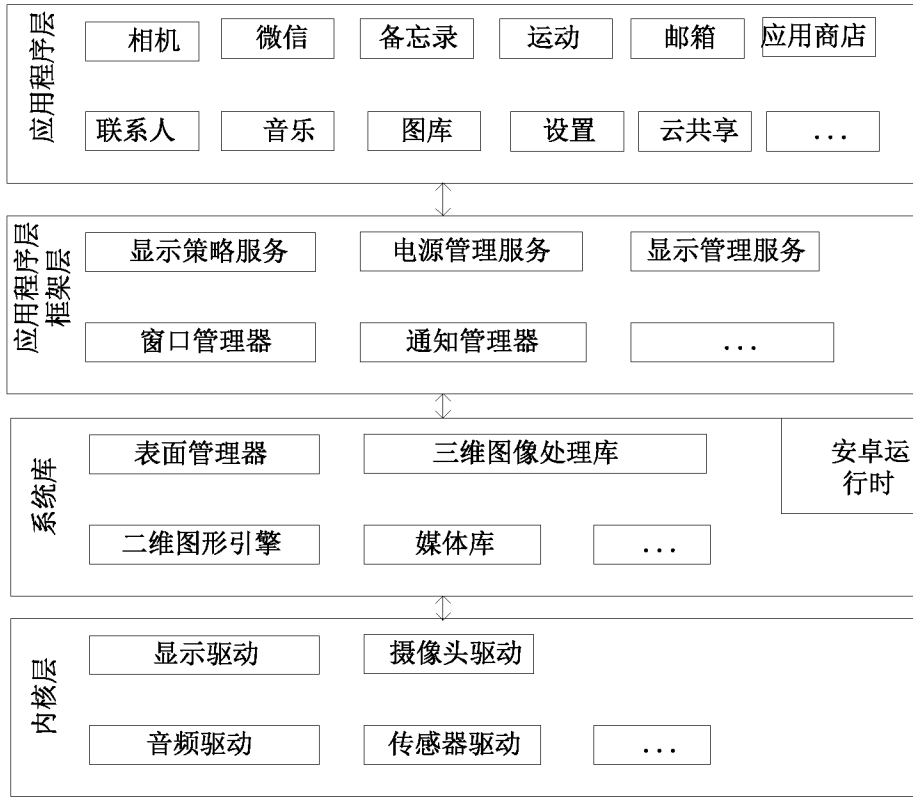 应用程序层
相机
微信
备忘录
运动
邮箱
应用商店
联系人
音乐
图库
设置
云共享
...
应用程序层
框架层
显示策略服务
电源管理服务
显示管理服务
窗口管理器
通知管理器
...
系统库
表面管理器
三维图像处理库
安卓运
行时
二维图形引擎
媒体库
...
内核层
显示驱动
摄像头驱动
音频驱动
传感器驱动
...